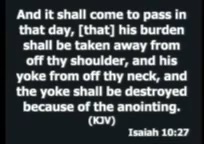 And it shall come to pass in
that day, [that] his burden
shall be taken away from
off thy shoulder, and his
yoke from off thy neck, and
the yoke shall be destroyed
because of the anointing.
(KJV)
Isaiah 10:27